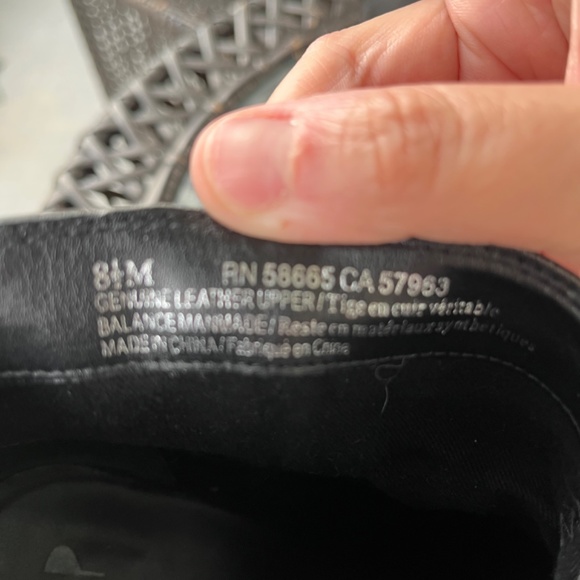 8½M RN 58665 CA 57963
GENUINE LEATHER UPPER / Tige en cuir véritable
BALANCE MANMADE / Reste en matériaux synthetiques
MADE IN CHINA / Fabriqué en Chine